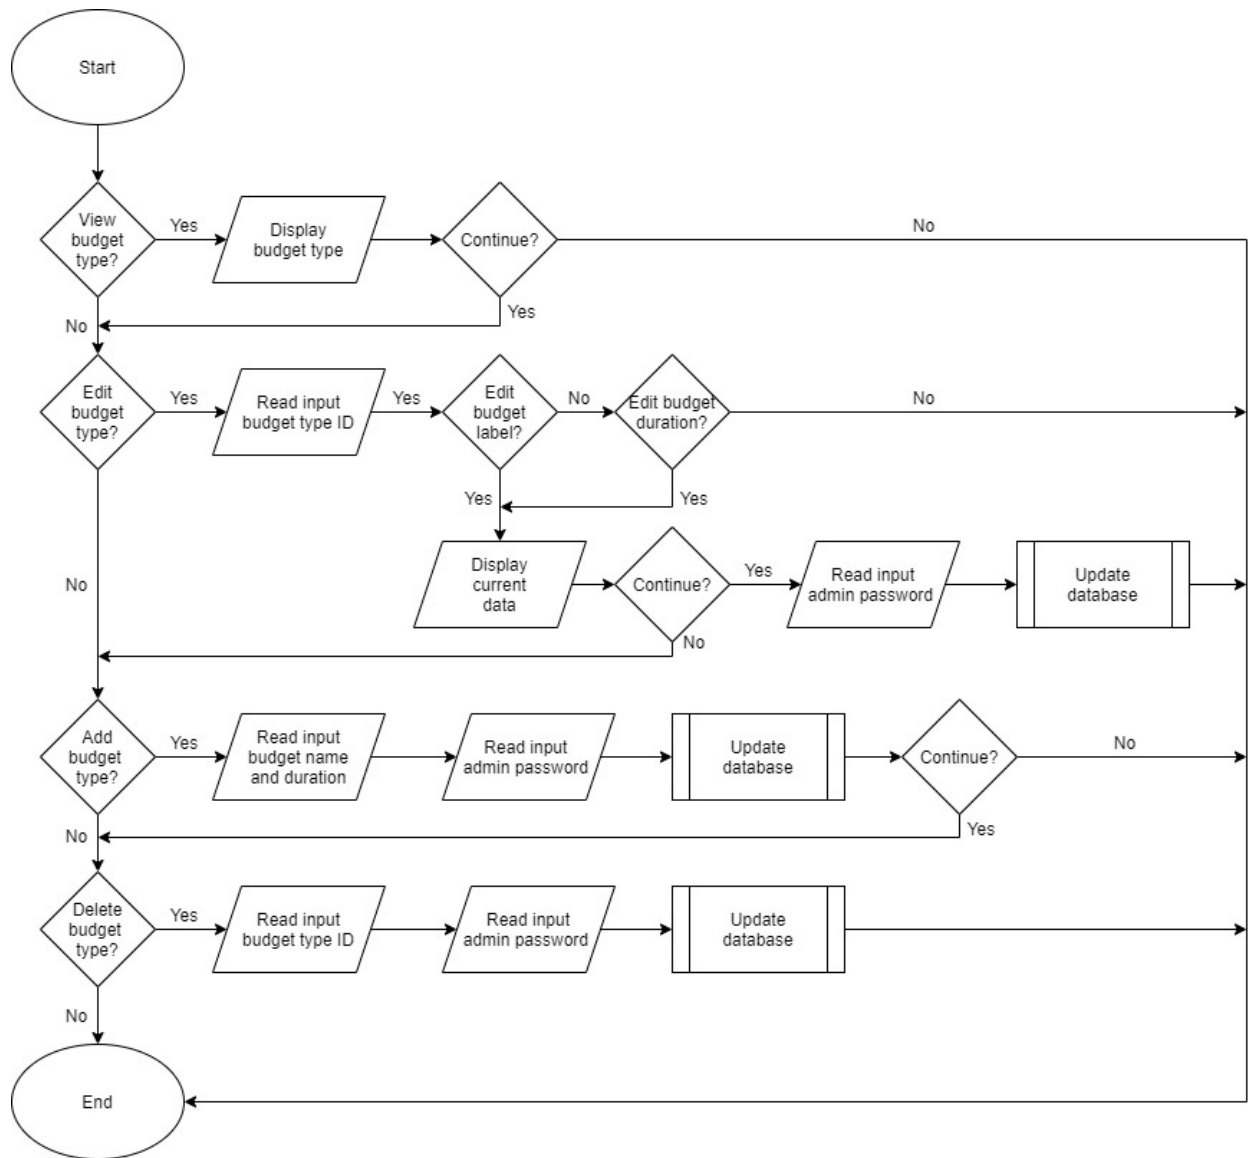 Start
View
budget
type?
Yes
Display
budget type
Continue?
No
No
Yes
Edit
budget
type?
Yes
Read input
budget type ID
Yes
Edit
budget
label?
No
Edit budget
duration?
No
Yes
Yes
No
Display
current
data
Continue?
Yes
Read input
admin password
Update
database
No
Add
budget
type?
Yes
Read input
budget name
and duration
Read input
admin password
Update
database
Continue?
No
No
Yes
Delete
budget
type?
Yes
Read input
budget type ID
Read input
admin password
Update
database
No
End